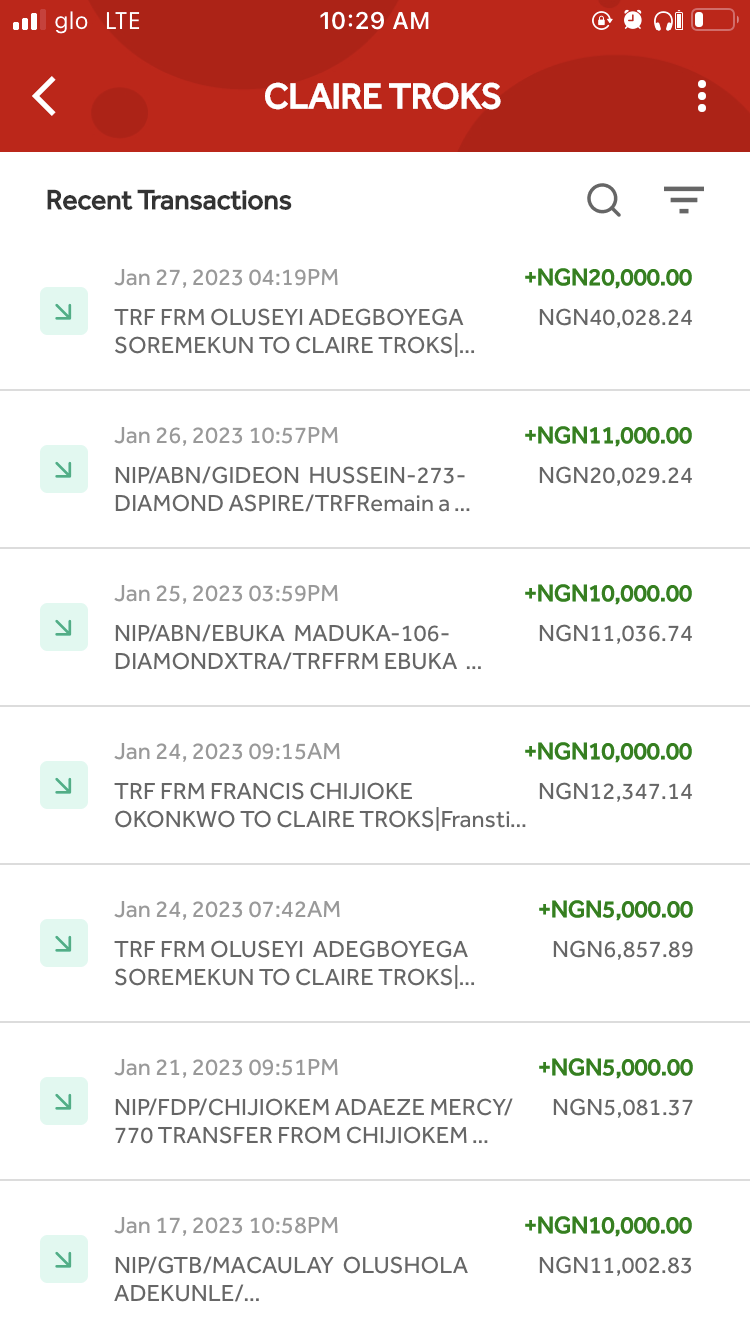 glo LTE 10:29 AM
CLAIRE TROKS
Recent Transactions
Jan 27, 2023 04:19PM +NGN20,000.00
TRF FRM OLUSEYI ADEGBOYEGA NGN40,028.24
SOREMEKUN TO CLAIRE TROKS|...
Jan 26, 2023 10:57PM +NGN11,000.00
NIP/ABN/GIDEON HUSSEIN-273- NGN20,029.24
DIAMOND ASPIRE/TRFRemain a ...
Jan 25, 2023 03:59PM +NGN10,000.00
NIP/ABN/EBUKA MADUKA-106- NGN11,036.74
DIAMONDXTRA/TRFFRM EBUKA ...
Jan 24, 2023 09:15AM +NGN10,000.00
TRF FRM FRANCIS CHIJIOKE NGN12,347.14
OKONKWO TO CLAIRE TROKS|Fransti...
Jan 24, 2023 07:42AM +NGN5,000.00
TRF FRM OLUSEYI ADEGBOYEGA NGN6,857.89
SOREMEKUN TO CLAIRE TROKS|...
Jan 21, 2023 09:51PM +NGN5,000.00
NIP/FDP/CHIJIOKEM ADAEZE MERCY/ NGN5,081.37
770 TRANSFER FROM CHIJIOKEM ...
Jan 17, 2023 10:58PM +NGN10,000.00
NIP/GTB/MACAULAY OLUSHOLA NGN11,002.83
ADEKUNLE/...